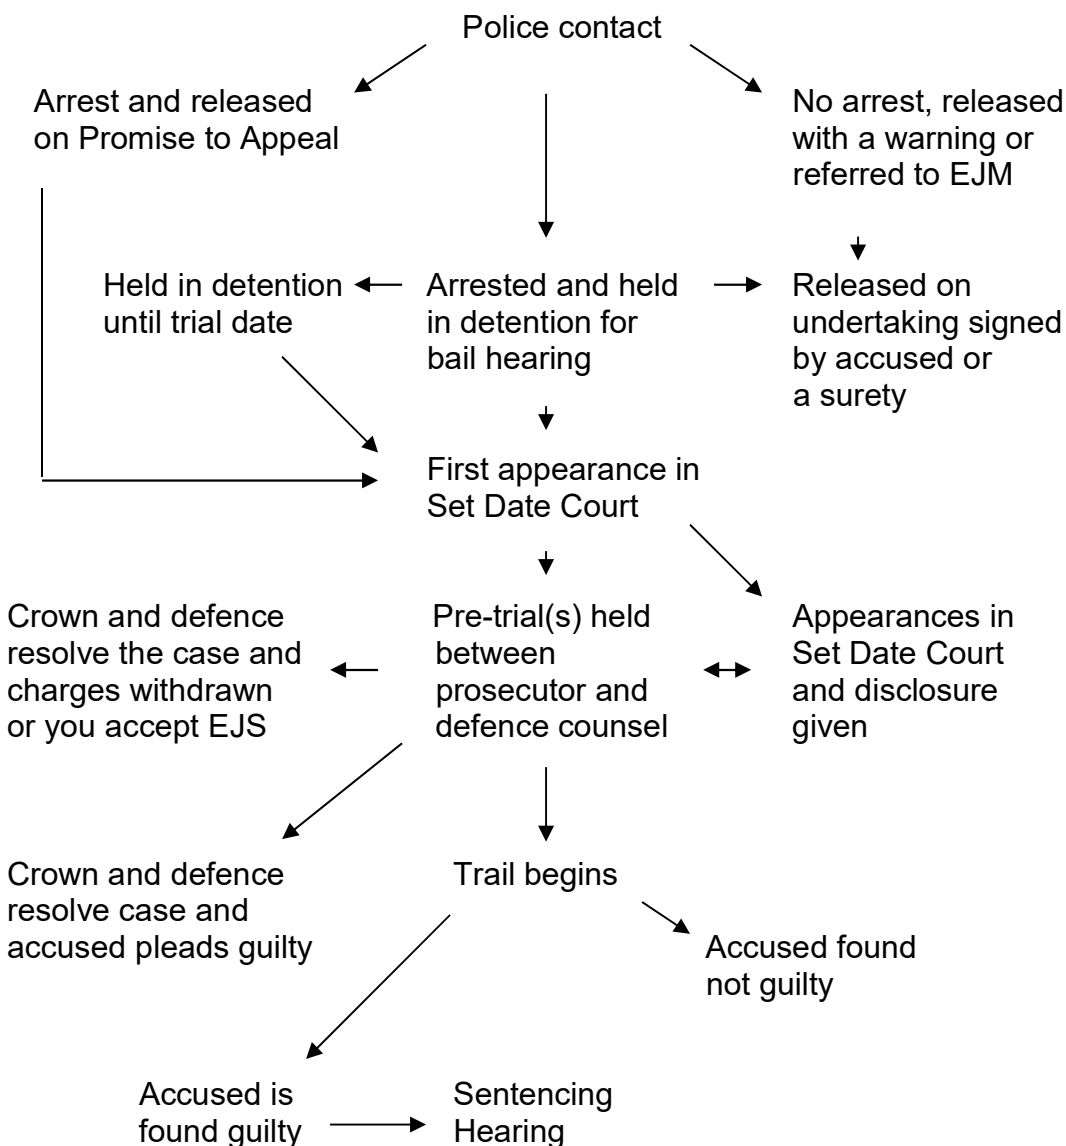 Police contact
Arrest and released
on Promise to Appeal
No arrest, released
with a warning or
referred to EJM
Held in detention
until trial date
Arrested and held
in detention for
bail hearing
Released on
undertaking signed
by accused or
a surety
First appearance in
Set Date Court
Crown and defence
resolve the case and
charges withdrawn
or you accept EJS
Pre-trial(s) held
between
prosecutor and
defence counsel
Appearances in
Set Date Court
and disclosure
given
Crown and defence
resolve case and
accused pleads guilty
Trail begins
Accused found
not guilty
Accused is
found guilty
Sentencing
Hearing